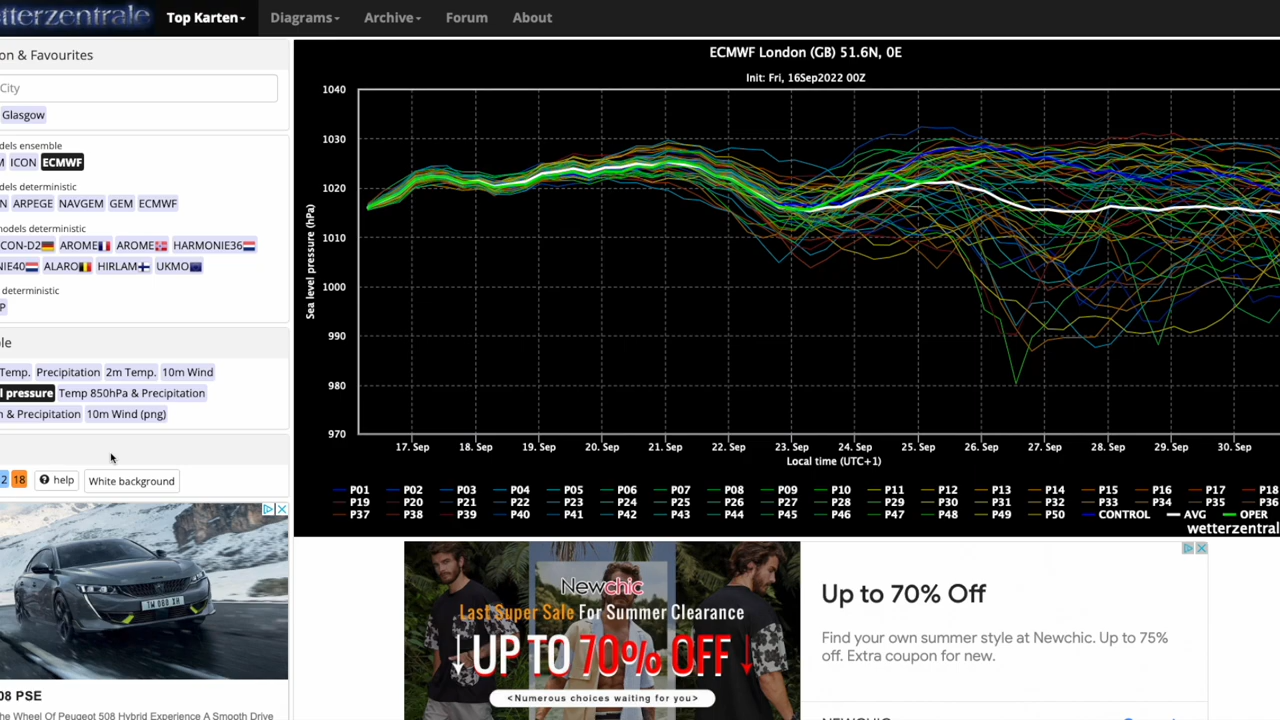 tterzentrale Top Karten Diagrams Archive Forum About
on & Favourites
City
Glasgow
dels ensemble
M ICON ECMWF
dels deterministic
N ARPEGE NAVGEM GEM ECMWF
models deterministic
CON-D2 AROME AROME HARMONIE36
NIE40 ALARO HIRLAM UKMO
deterministic
P
le
Temp. Precipitation 2m Temp. 10m Wind
l pressure Temp 850hPa & Precipitation
n & Precipitation 10m Wind (png)
2 18 help White background
ECMWF London (GB) 51.6N, 0E
Init: Fri, 16Sep2022 00Z
Sea level pressure (hPa)
1040
1030
1020
1010
1000
990
980
970
17. Sep 18. Sep 19. Sep 20. Sep 21. Sep 22. Sep 23. Sep 24. Sep 25. Sep 26. Sep 27. Sep 28. Sep 29. Sep 30. Sep
Local time (UTC+1)
P01 P02 P03 P04 P05 P06 P07 P08 P09 P10 P11 P12 P13 P14 P15 P16 P17 P18
P19 P20 P21 P22 P23 P24 P25 P26 P27 P28 P29 P30 P31 P32 P33 P34 P35 P36
P37 P38 P39 P40 P41 P42 P43 P44 P45 P46 P47 P48 P49 P50 CONTROL AVG OPER
wetterzentral
1W 888 DX
08 PSE
he Wheel Of Peugeot 508 Hybrid Experience A Smooth Drive
Newchic
Last Super Sale For Summer Clearance
↓UP TO 70% OFF↓
<Numerous choices waiting for you>
Up to 70% Off
Find your own summer style at Newchic. Up to 75%
off. Extra coupon for new.
NEWCHIC